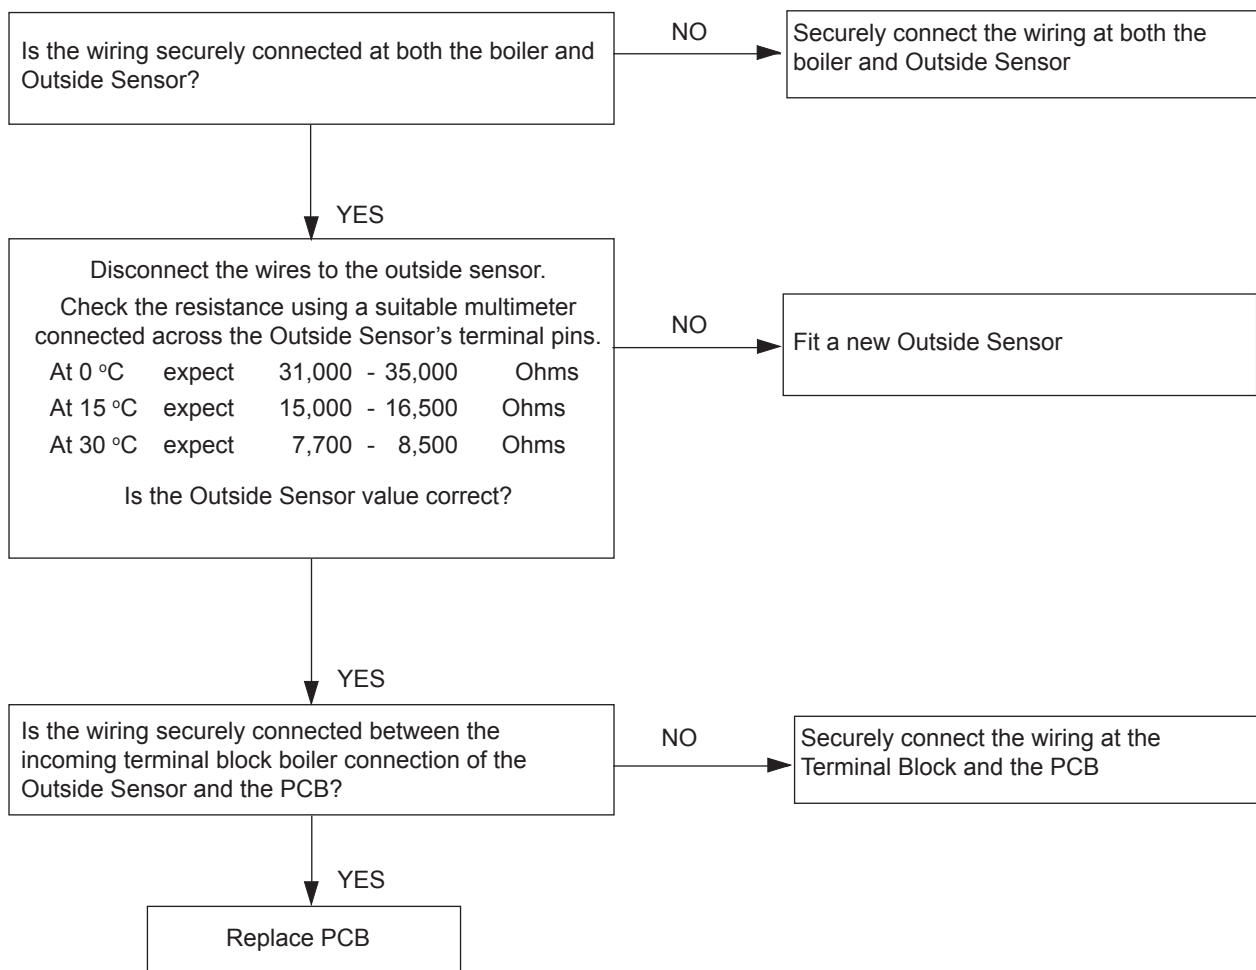 Is the wiring securely connected at both the boiler and
Outside Sensor?
NO
Securely connect the wiring at both the
boiler and Outside Sensor
YES
Disconnect the wires to the outside sensor.
Check the resistance using a suitable multimeter
connected across the Outside Sensor’s terminal pins.
At 0 °C expect 31,000 - 35,000 Ohms
At 15 °C expect 15,000 - 16,500 Ohms
At 30 °C expect 7,700 - 8,500 Ohms
Is the Outside Sensor value correct?
NO
Fit a new Outside Sensor
YES
Is the wiring securely connected between the
incoming terminal block boiler connection of the
Outside Sensor and the PCB?
NO
Securely connect the wiring at the
Terminal Block and the PCB
YES
Replace PCB